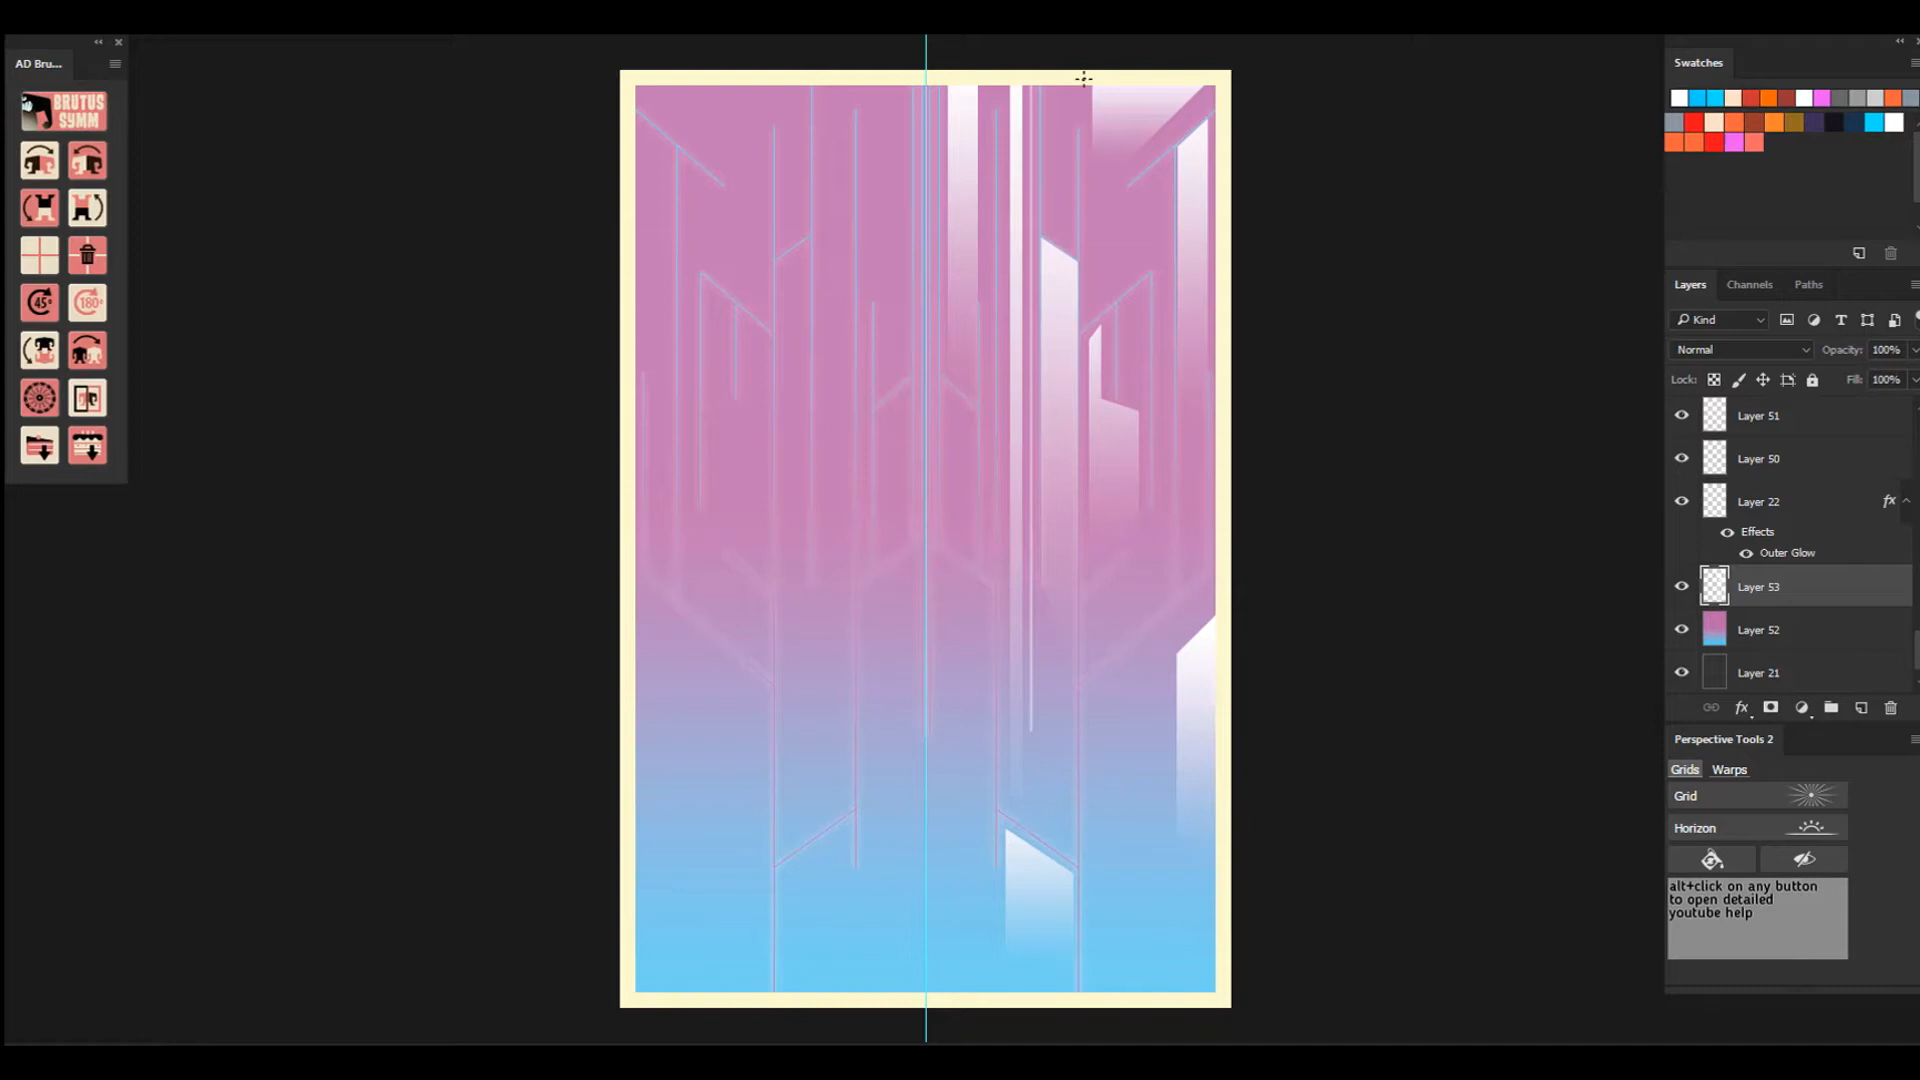 AD Bru...
BRUTUS
SYMM
45°
180°
Swatches
Layers Channels Paths
Kind
Normal Opacity: 100%
Lock: Fill: 100%
Layer 51
Layer 50
Layer 22 fx
Effects
Outer Glow
Layer 53
Layer 52
Layer 21
fx
Perspective Tools 2
Grids Warps
Grid
Horizon
alt+click on any button
to open detailed
youtube help